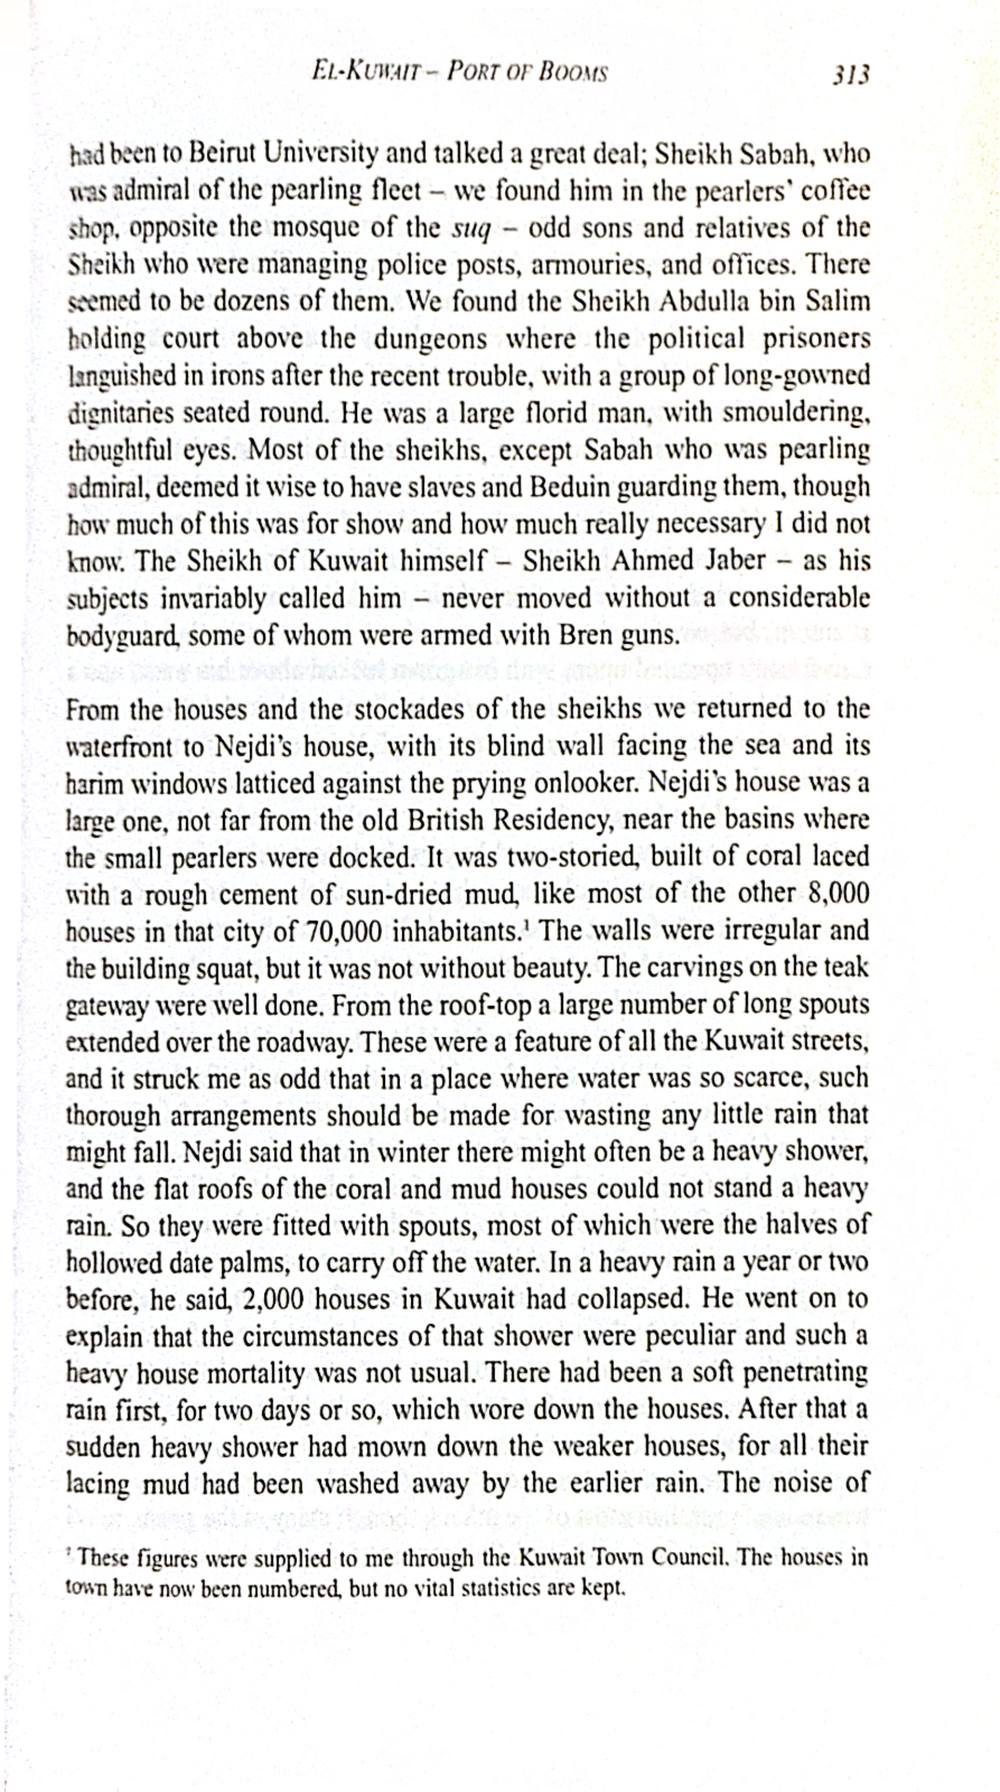 EL-KUWAIT – PORT OF BOOMS 313
had been to Beirut University and talked a great deal; Sheikh Sabah, who
was admiral of the pearling fleet – we found him in the pearlers' coffee
shop, opposite the mosque of the suq – odd sons and relatives of the
Sheikh who were managing police posts, armouries, and offices. There
seemed to be dozens of them. We found the Sheikh Abdulla bin Salim
holding court above the dungeons where the political prisoners
languished in irons after the recent trouble, with a group of long-gowned
dignitaries seated round. He was a large florid man, with smouldering,
thoughtful eyes. Most of the sheikhs, except Sabah who was pearling
admiral, deemed it wise to have slaves and Beduin guarding them, though
how much of this was for show and how much really necessary I did not
know. The Sheikh of Kuwait himself – Sheikh Ahmed Jaber – as his
subjects invariably called him – never moved without a considerable
bodyguard, some of whom were armed with Bren guns.
From the houses and the stockades of the sheikhs we returned to the
waterfront to Nejdi's house, with its blind wall facing the sea and its
harim windows latticed against the prying onlooker. Nejdi's house was a
large one, not far from the old British Residency, near the basins where
the small pearlers were docked. It was two-storied, built of coral laced
with a rough cement of sun-dried mud, like most of the other 8,000
houses in that city of 70,000 inhabitants.¹ The walls were irregular and
the building squat, but it was not without beauty. The carvings on the teak
gateway were well done. From the roof-top a large number of long spouts
extended over the roadway. These were a feature of all the Kuwait streets,
and it struck me as odd that in a place where water was so scarce, such
thorough arrangements should be made for wasting any little rain that
might fall. Nejdi said that in winter there might often be a heavy shower,
and the flat roofs of the coral and mud houses could not stand a heavy
rain. So they were fitted with spouts, most of which were the halves of
hollowed date palms, to carry off the water. In a heavy rain a year or two
before, he said, 2,000 houses in Kuwait had collapsed. He went on to
explain that the circumstances of that shower were peculiar and such a
heavy house mortality was not usual. There had been a soft penetrating
rain first, for two days or so, which wore down the houses. After that a
sudden heavy shower had mown down the weaker houses, for all their
lacing mud had been washed away by the earlier rain. The noise of
¹ These figures were supplied to me through the Kuwait Town Council. The houses in
town have now been numbered, but no vital statistics are kept.